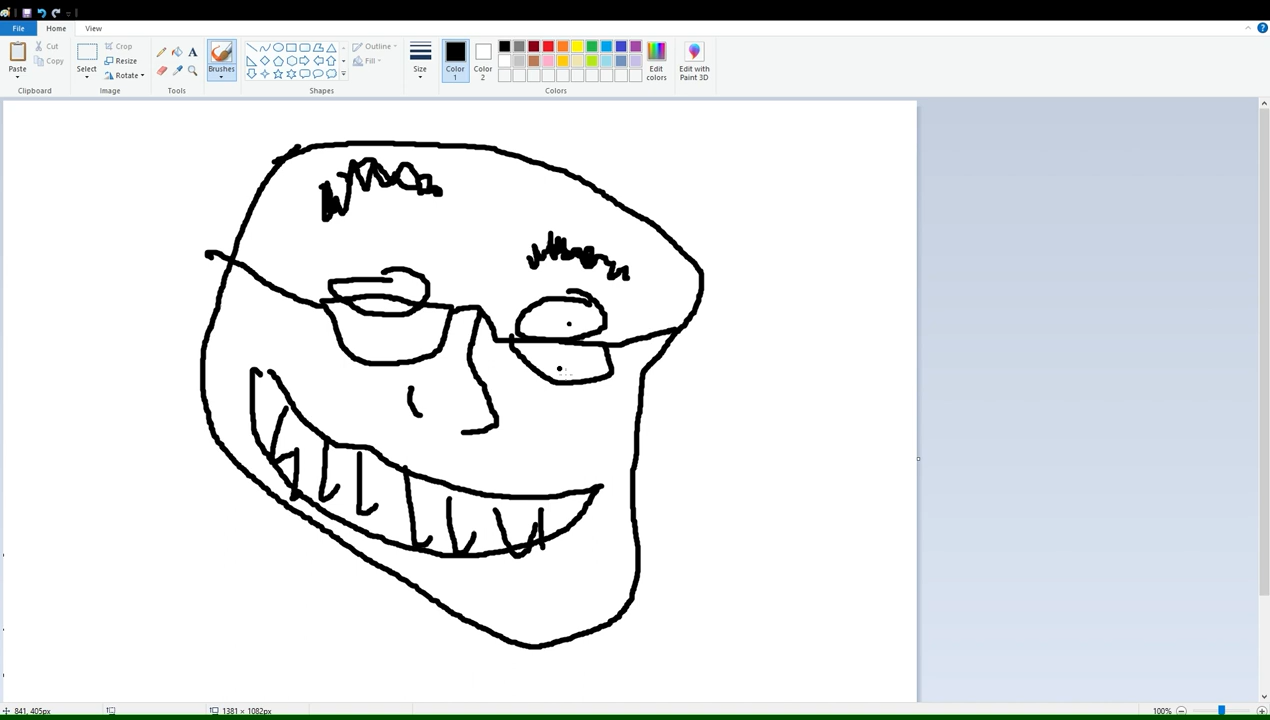 File Home View
Paste Cut Copy Clipboard
Select Crop Resize Rotate Image
A Tools
Brushes
Outline Fill Shapes
Size
Color 1 Color 2 Edit colors Colors
Edit with Paint 3D
841, 405px 1381 × 1082px 100%